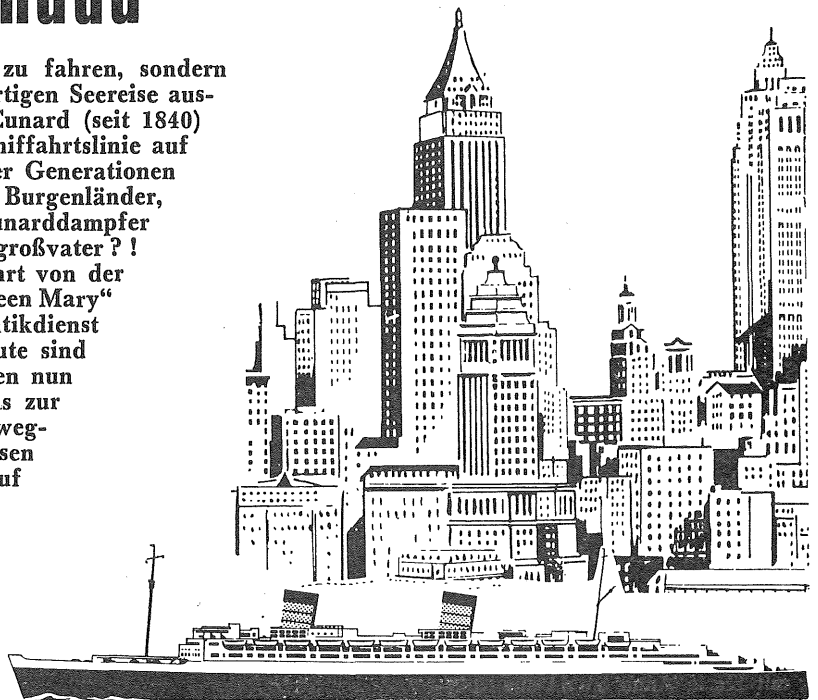 zu fahren, sondern
rtigen Seereise aus-
Cunard (seit 1840)
hiffahrtslinie auf
er Generationen
Burgenländer,
unarddampfer
großvater ? !
art von der
een Mary“
tikdienst
ute sind
en nun
s zur
weg-
sen
uf